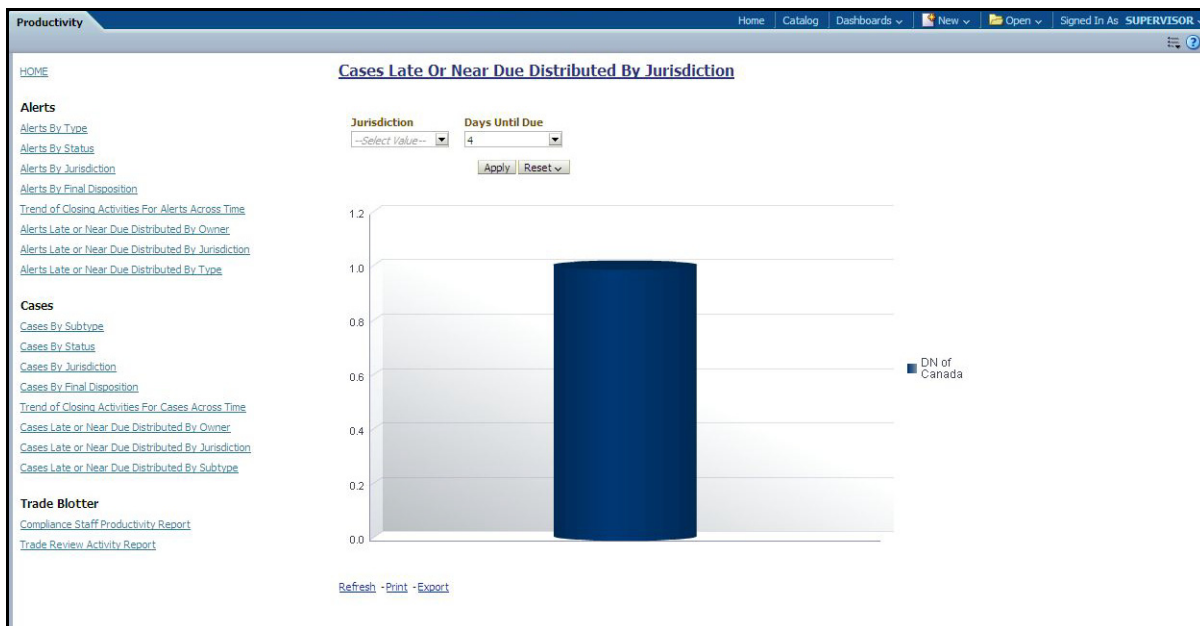 Productivity
Home Catalog Dashboards New Open Signed In As SUPERVISOR
HOME
Alerts
Alerts By Type
Alerts By Status
Alerts By Jurisdiction
Alerts By Final Disposition
Trend of Closing Activities For Alerts Across Time
Alerts Late or Near Due Distributed By Owner
Alerts Late or Near Due Distributed By Jurisdiction
Alerts Late or Near Due Distributed By Type
Cases
Cases By Subtype
Cases By Status
Cases By Jurisdiction
Cases By Final Disposition
Trend of Closing Activities For Cases Across Time
Cases Late or Near Due Distributed By Owner
Cases Late or Near Due Distributed By Jurisdiction
Cases Late or Near Due Distributed By Subtype
Trade Blotter
Compliance Staff Productivity Report
Trade Review Activity Report
Cases Late Or Near Due Distributed By Jurisdiction
Jurisdiction Days Until Due
--Select Value-- 4
Apply Reset
1.2
1.0
0.8
0.6
0.4
0.2
0.0
DN of
Canada
Refresh - Print - Export